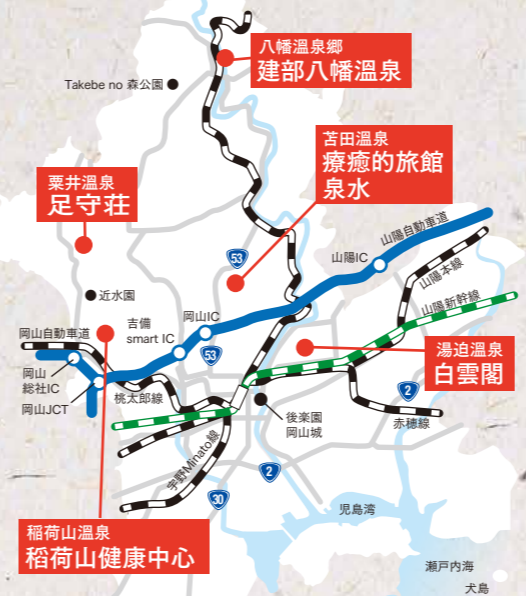 八幡溫泉郷
建部八幡溫泉
Takebe no 森公園
苫田溫泉
療癒的旅館
泉水
粟井溫泉
足守荘
53
山陽IC
山陽自動車道
山陽本線
山陽新幹線
近水園
吉備
smart IC
岡山IC
53
岡山自動車道
岡山
総社IC
岡山JCT
桃太郎線
湯迫溫泉
白雲閣
2
赤穂線
後楽園
岡山城
宇野Minato線
2
30
児島湾
稲荷山溫泉
稲荷山健康中心
瀬戸内海
犬島